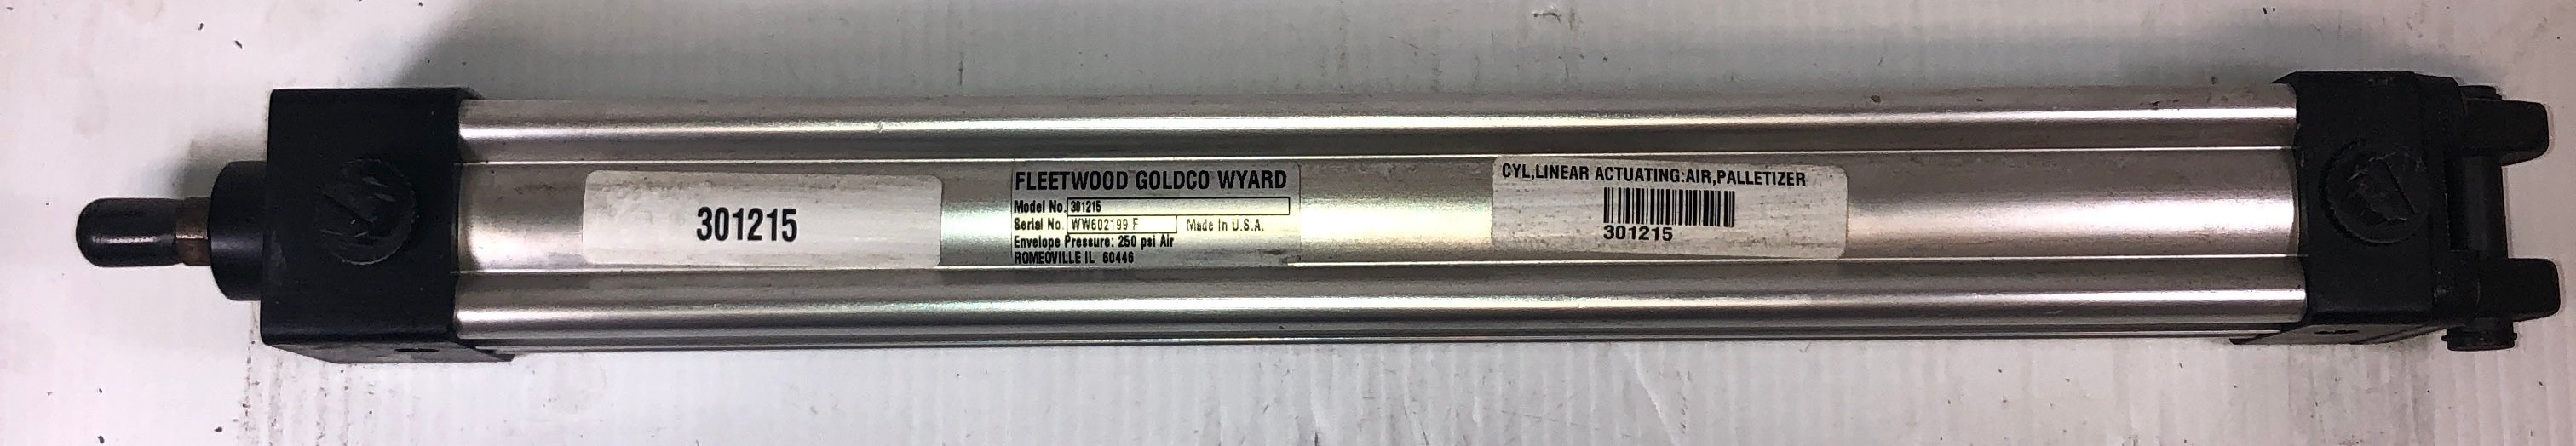 301215
FLEETWOOD GOLDCO WYARD
Model No. 301215
Serial No. WW602199 F Made In U.S.A.
Envelope Pressure: 250 psi Air
ROMEOVILLE IL 60446
CYL,LINEAR ACTUATING:AIR,PALLETIZER
301215